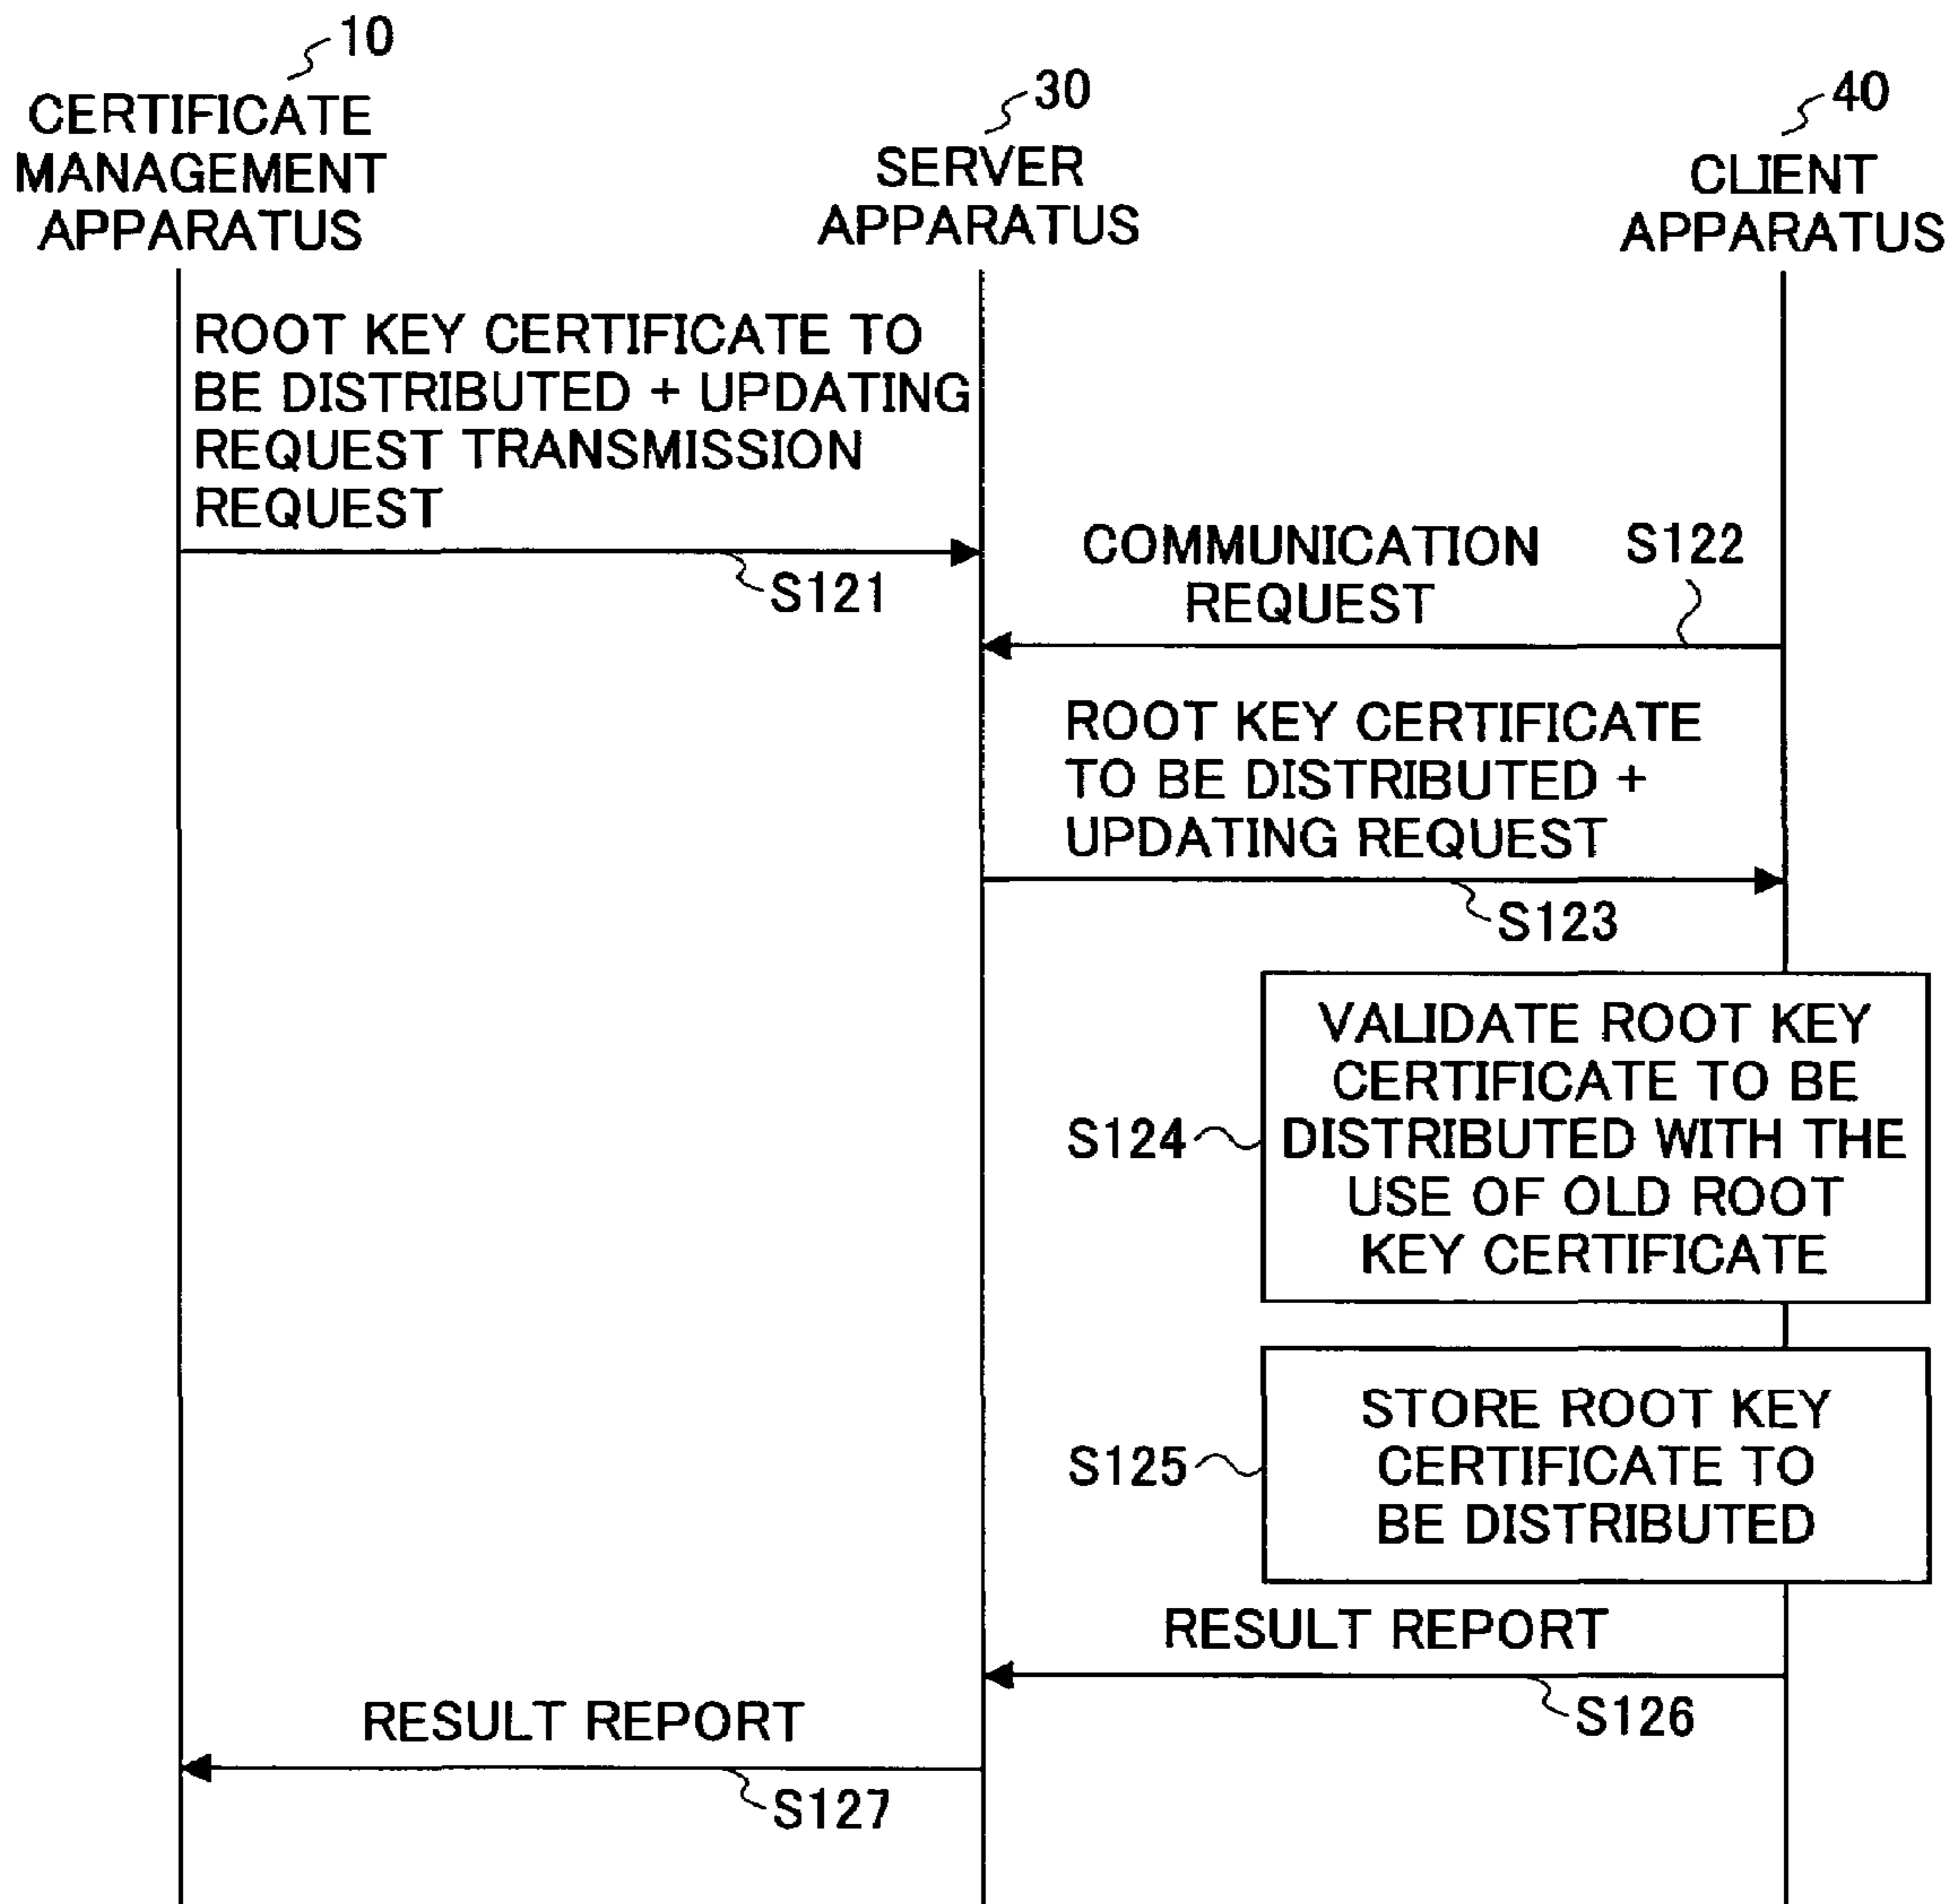 10
CERTIFICATE
MANAGEMENT
APPARATUS
30
SERVER
APPARATUS
40
CLIENT
APPARATUS
ROOT KEY CERTIFICATE TO
BE DISTRIBUTED + UPDATING
REQUEST TRANSMISSION
REQUEST
S121
COMMUNICATION
REQUEST
S122
ROOT KEY CERTIFICATE
TO BE DISTRIBUTED +
UPDATING REQUEST
S123
S124
VALIDATE ROOT KEY
CERTIFICATE TO BE
DISTRIBUTED WITH THE
USE OF OLD ROOT
KEY CERTIFICATE
S125
STORE ROOT KEY
CERTIFICATE TO
BE DISTRIBUTED
RESULT REPORT
S126
RESULT REPORT
S127